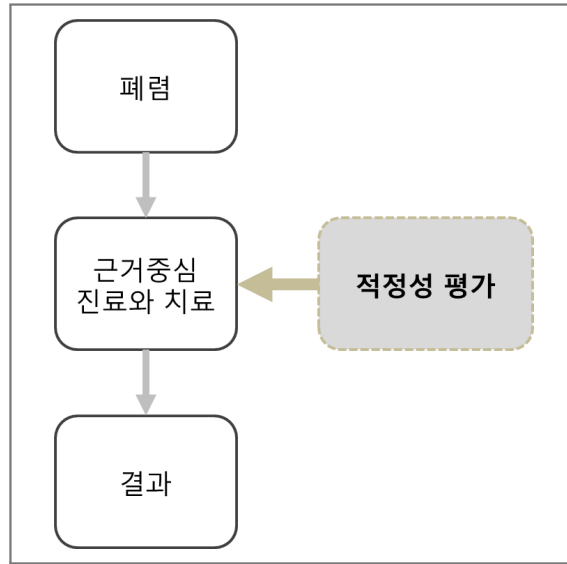 폐렴
근거중심
진료와 치료
적정성 평가
결과